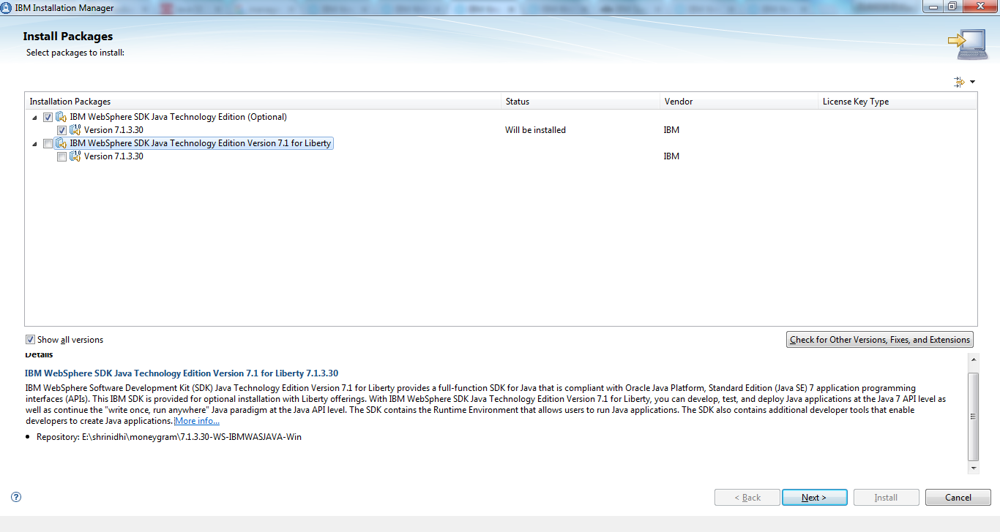 IBM Installation Manager
Install Packages
Select packages to install:
Installation Packages Status Vendor License Key Type
IBM WebSphere SDK Java Technology Edition (Optional)
Version 7.1.3.30 Will be installed IBM
IBM WebSphere SDK Java Technology Edition Version 7.1 for Liberty
Version 7.1.3.30 IBM
Show all versions Check for Other Versions, Fixes, and Extensions
Details
IBM WebSphere SDK Java Technology Edition Version 7.1 for Liberty 7.1.3.30
IBM WebSphere Software Development Kit (SDK) Java Technology Edition Version 7.1 for Liberty provides a full-function SDK for Java that is compliant with Oracle Java Platform, Standard Edition (Java SE) 7 application programming
interfaces (APIs). This IBM SDK is provided for optional installation with Liberty offerings. With IBM WebSphere SDK Java Technology Edition Version 7.1 for Liberty, you can develop, test, and deploy Java applications at the Java 7 API level as
well as continue the "write once, run anywhere" Java paradigm at the Java API level. The SDK contains the Runtime Environment that allows users to run Java applications. The SDK also contains additional developer tools that enable
developers to create Java applications. More info...
Repository: E:\shrinidhi\moneygram\7.1.3.30-WS-IBMWASJAVA-Win
? < Back Next > Install Cancel